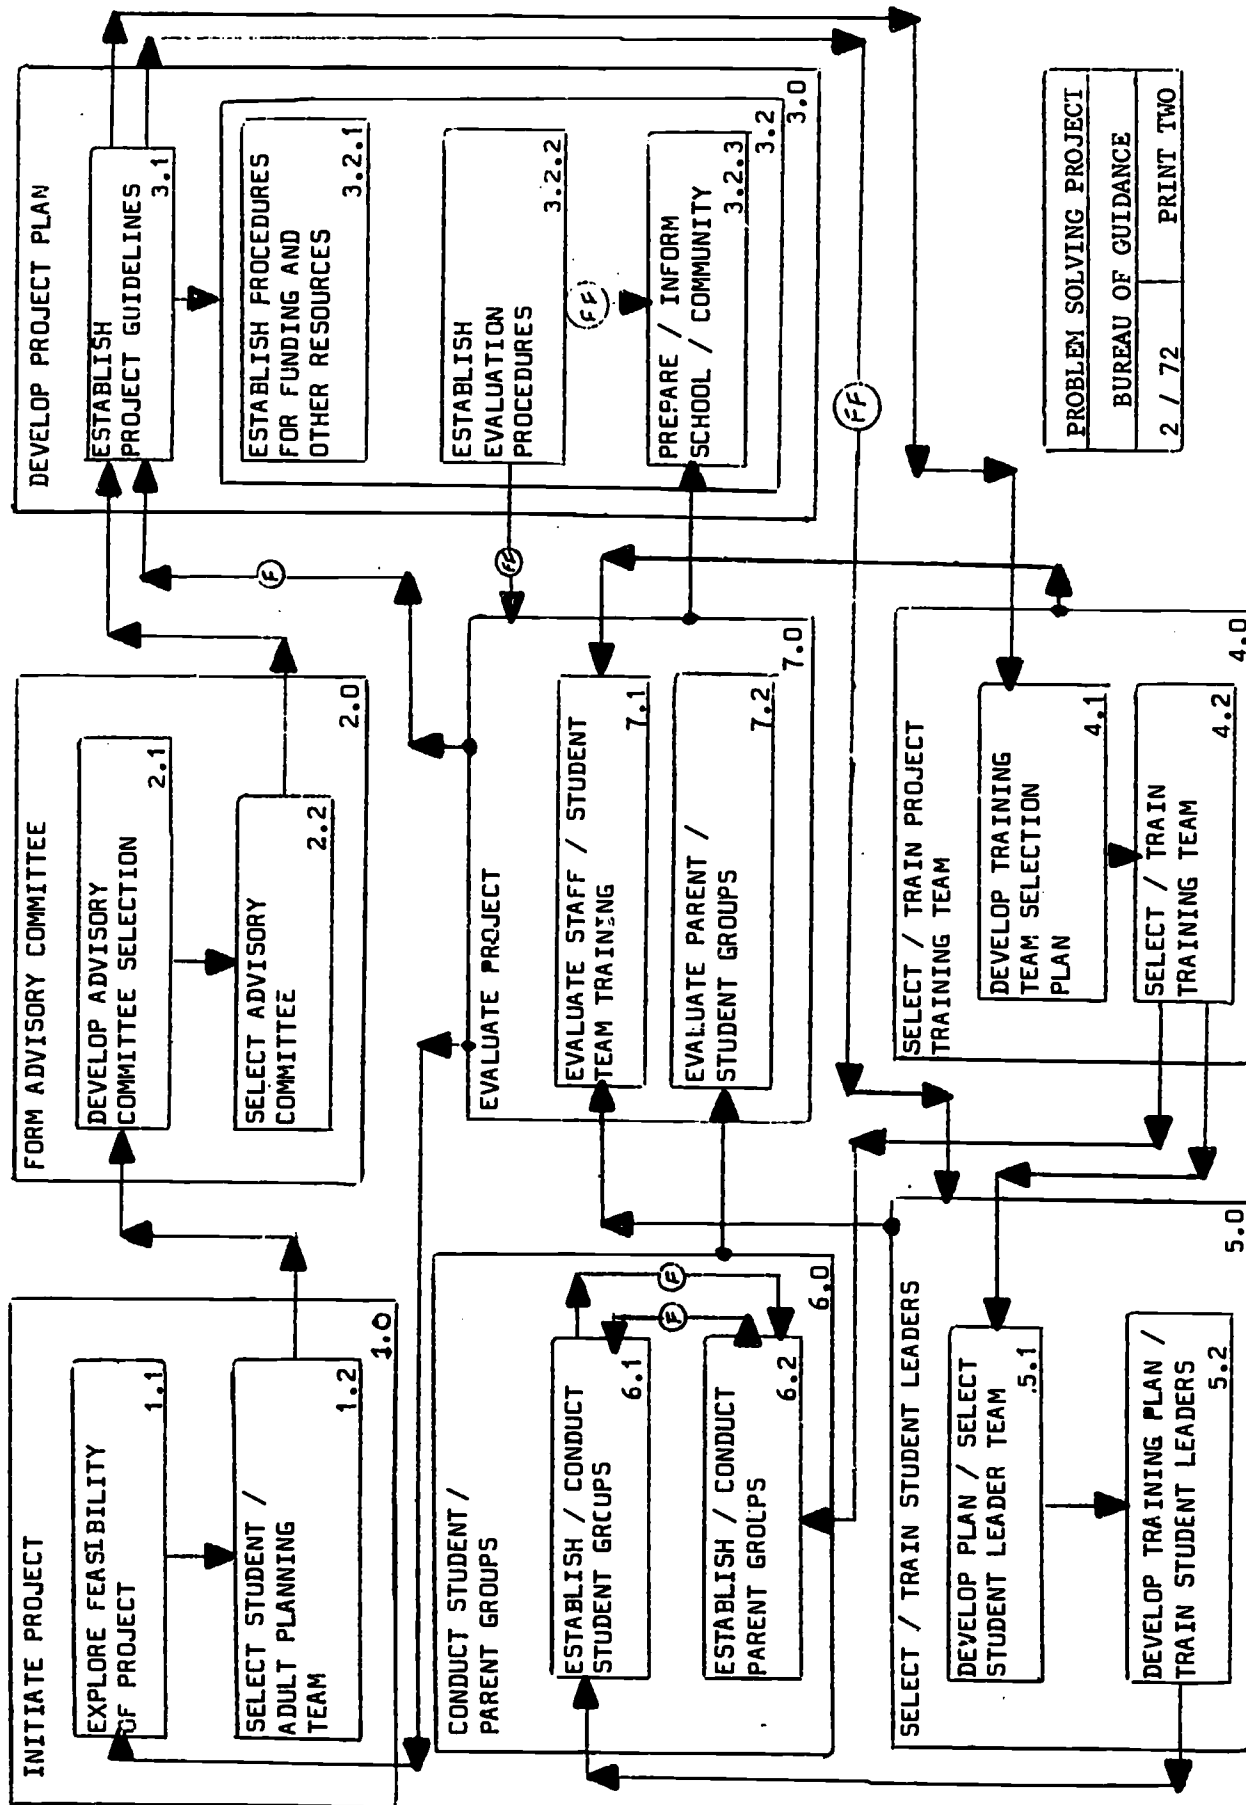 INITIATE PROJECT
EXPLORE FEASIBILITY
OF PROJECT
1.1
SELECT STUDENT /
ADULT PLANNING
TEAM
1.2
1.0
FORM ADVISORY COMMITTEE
DEVELOP ADVISORY
COMMITTEE SELECTION
2.1
SELECT ADVISORY
COMMITTEE
2.2
2.0
DEVELOP PROJECT PLAN
ESTABLISH
PROJECT GUIDELINES
3.1
ESTABLISH PROCEDURES
FOR FUNDING AND
OTHER RESOURCES
3.2.1
ESTABLISH
EVALUATION
PROCEDURES
3.2.2
FF
PREPARE / INFORM
SCHOOL / COMMUNITY
3.2.3
3.2
3.0
F
FF
CONDUCT STUDENT /
PARENT GROUPS
ESTABLISH / CONDUCT
STUDENT GROUPS
6.1
F
F
ESTABLISH / CONDUCT
PARENT GROUPS
6.2
6.0
EVALUATE PROJECT
EVALUATE STAFF / STUDENT
TEAM TRAINING
7.1
EVALUATE PARENT /
STUDENT GROUPS
7.2
7.0
FF
SELECT / TRAIN STUDENT LEADERS
DEVELOP PLAN / SELECT
STUDENT LEADER TEAM
5.1
DEVELOP TRAINING PLAN /
TRAIN STUDENT LEADERS
5.2
5.0
SELECT / TRAIN PROJECT
TRAINING TEAM
DEVELOP TRAINING
TEAM SELECTION
PLAN
4.1
SELECT / TRAIN
TRAINING TEAM
4.2
4.0
PROBLEM SOLVING PROJECT
BUREAU OF GUIDANCE
2 / 72 PRINT TWO